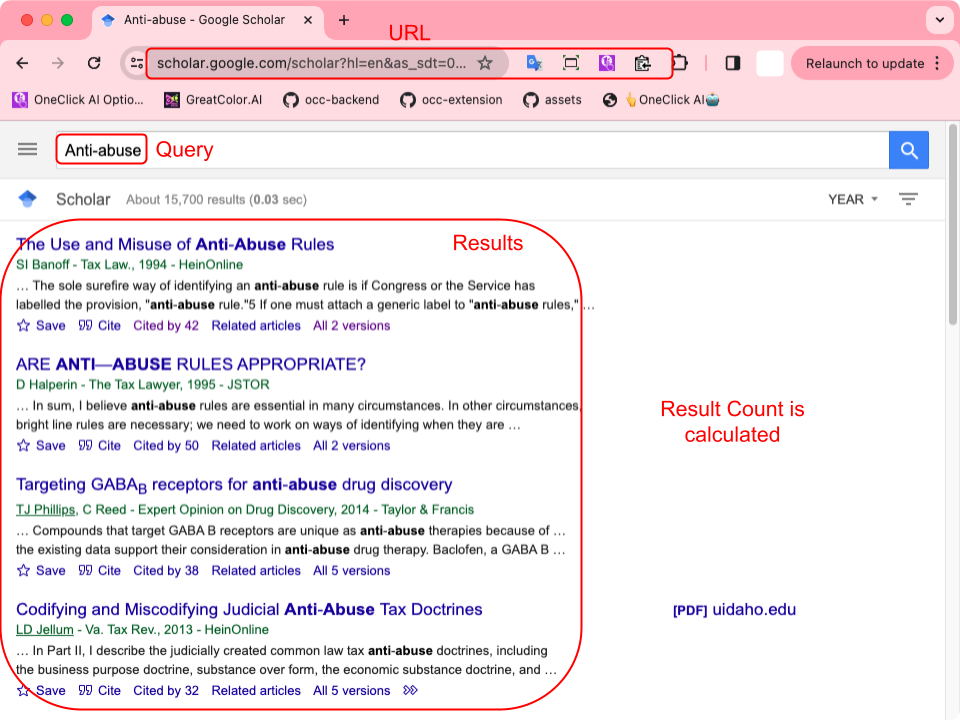 Anti-abuse - Google Scholar
URL
scholar.google.com/scholar?hl=en&as_sdt=0...
Relaunch to update
OneClick AI Optio... GreatColor.AI occ-backend occ-extension assets 👆OneClick AI🤖
Anti-abuse Query
Scholar About 15,700 results (0.03 sec) YEAR
Results
The Use and Misuse of Anti-Abuse Rules
SI Banoff - Tax Law., 1994 - HeinOnline
… The sole surefire way of identifying an anti-abuse rule is if Congress or the Service has
labelled the provision, "anti-abuse rule."5 If one must attach a generic label to "anti-abuse rules," …
Save Cite Cited by 42 Related articles All 2 versions
ARE ANTI—ABUSE RULES APPROPRIATE?
D Halperin - The Tax Lawyer, 1995 - JSTOR
… In sum, I believe anti-abuse rules are essential in many circumstances. In other circumstances,
bright line rules are necessary; we need to work on ways of identifying when they are …
Save Cite Cited by 50 Related articles All 2 versions
Result Count is
calculated
Targeting GABAB receptors for anti-abuse drug discovery
TJ Phillips, C Reed - Expert Opinion on Drug Discovery, 2014 - Taylor & Francis
… Compounds that target GABA B receptors are unique as anti-abuse therapies because of …
the existing data support their consideration in anti-abuse drug therapy. Baclofen, a GABA B …
Save Cite Cited by 38 Related articles All 5 versions
Codifying and Miscodifying Judicial Anti-Abuse Tax Doctrines
[PDF] uidaho.edu
LD Jellum - Va. Tax Rev., 2013 - HeinOnline
… In Part II, I describe the judicially created common law tax anti-abuse doctrines, including
the business purpose doctrine, substance over form, the economic substance doctrine, and …
Save Cite Cited by 32 Related articles All 5 versions